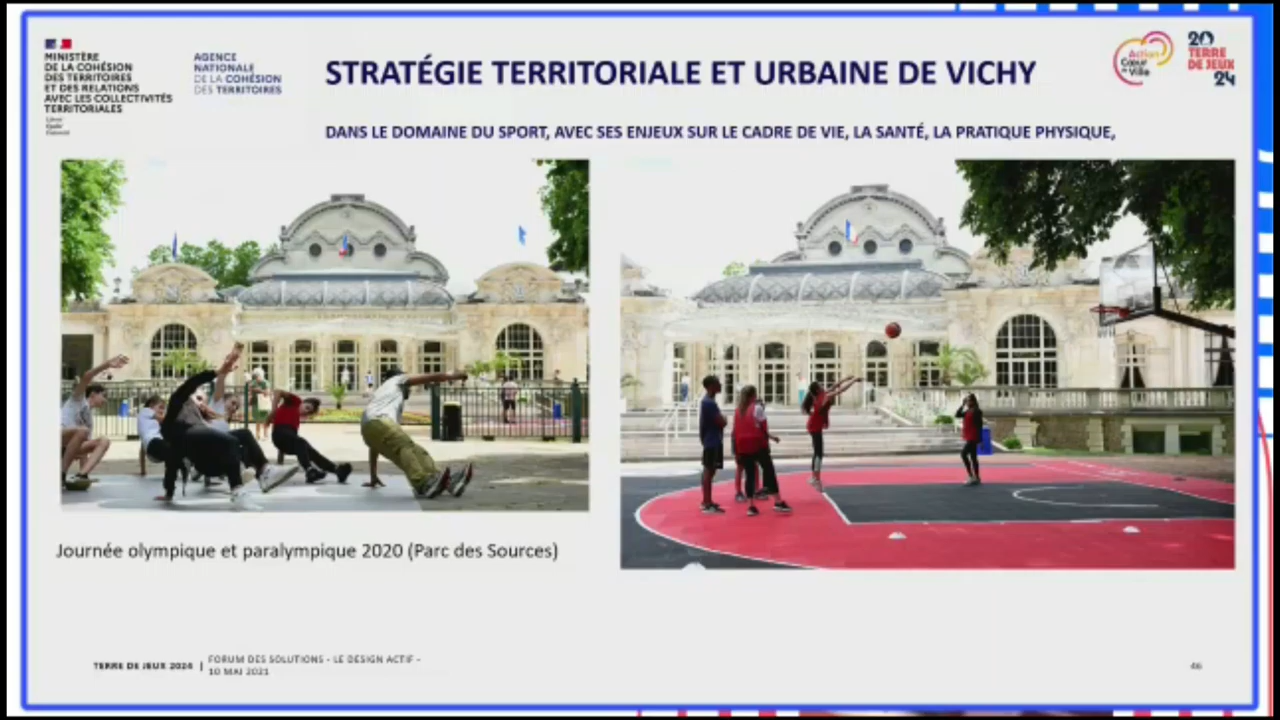 MINISTÈRE
DE LA COHÉSION
DES TERRITOIRES
ET DES RELATIONS
AVEC LES COLLECTIVITÉS
TERRITORIALES
Liberté
Égalité
Fraternité
AGENCE
NATIONALE
DE LA COHÉSION
DES TERRITOIRES
STRATÉGIE TERRITORIALE ET URBAINE DE VICHY
Action
Cœur
de Ville
20
TERRE
DE JEUX
24
DANS LE DOMAINE DU SPORT, AVEC SES ENJEUX SUR LE CADRE DE VIE, LA SANTÉ, LA PRATIQUE PHYSIQUE,
Journée olympique et paralympique 2020 (Parc des Sources)
TERRE DE JEUX 2024 | FORUM DES SOLUTIONS - LE DESIGN ACTIF -
10 MAI 2021
46